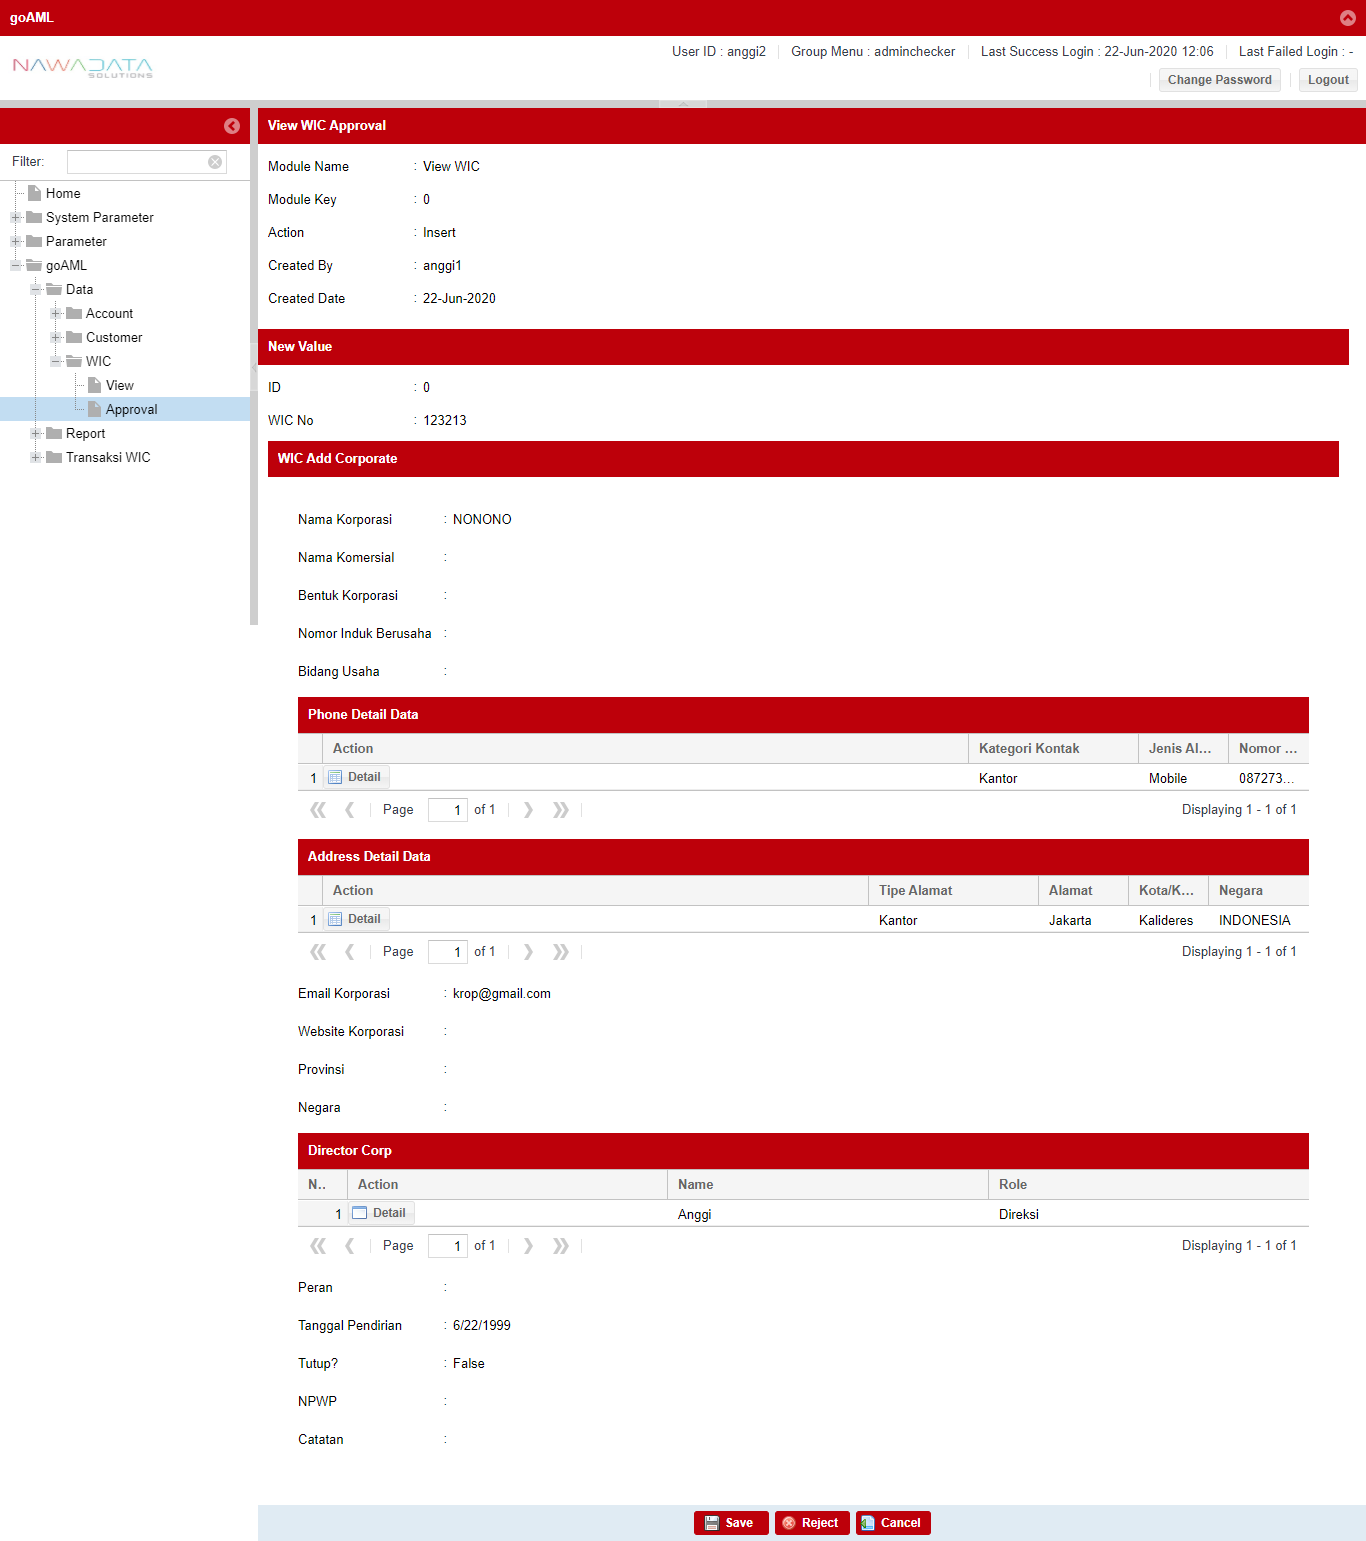 goAML
NAWADATA
SOLUTIONS
User ID : anggi2
Group Menu : adminchecker
Last Success Login : 22-Jun-2020 12:06
Last Failed Login : -
Change Password
Logout
Filter:
Home
System Parameter
Parameter
goAML
Data
Account
Customer
WIC
View
Approval
Report
Transaksi WIC
View WIC Approval
Module Name : View WIC
Module Key : 0
Action : Insert
Created By : anggi1
Created Date : 22-Jun-2020
New Value
ID : 0
WIC No : 123213
WIC Add Corporate
Nama Korporasi : NONONO
Nama Komersial :
Bentuk Korporasi :
Nomor Induk Berusaha :
Bidang Usaha :
Phone Detail Data
Action Kategori Kontak Jenis Al... Nomor ...
1 Detail Kantor Mobile 087273...
Page 1 of 1 Displaying 1 - 1 of 1
Address Detail Data
Action Tipe Alamat Alamat Kota/K... Negara
1 Detail Kantor Jakarta Kalideres INDONESIA
Page 1 of 1 Displaying 1 - 1 of 1
Email Korporasi : krop@gmail.com
Website Korporasi :
Provinsi :
Negara :
Director Corp
N.. Action Name Role
1 Detail Anggi Direksi
Page 1 of 1 Displaying 1 - 1 of 1
Peran :
Tanggal Pendirian : 6/22/1999
Tutup? : False
NPWP :
Catatan :
Save Reject Cancel